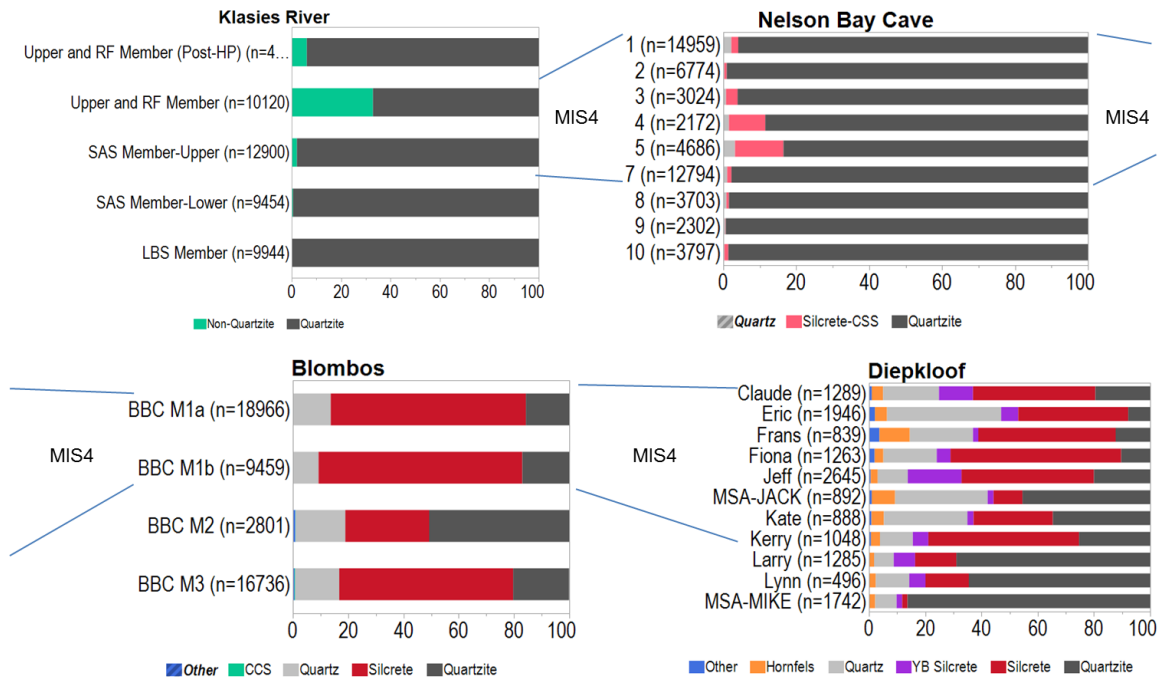 Klasies River
Upper and RF Member (Post-HP) (n=4...
Upper and RF Member (n=10120)
SAS Member-Upper (n=12900)
SAS Member-Lower (n=9454)
LBS Member (n=9944)
0 20 40 60 80 100
Non-Quartzite Quartzite
MIS4
Nelson Bay Cave
1 (n=14959)
2 (n=6774)
3 (n=3024)
4 (n=2172)
5 (n=4686)
7 (n=12794)
8 (n=3703)
9 (n=2302)
10 (n=3797)
0 20 40 60 80 100
Quartz Silcrete-CSS Quartzite
MIS4
MIS4
Blombos
BBC M1a (n=18966)
BBC M1b (n=9459)
BBC M2 (n=2801)
BBC M3 (n=16736)
0 20 40 60 80 100
Other CCS Quartz Silcrete Quartzite
MIS4
Diepkloof
Claude (n=1289)
Eric (n=1946)
Frans (n=839)
Fiona (n=1263)
Jeff (n=2645)
MSA-JACK (n=892)
Kate (n=888)
Kerry (n=1048)
Larry (n=1285)
Lynn (n=496)
MSA-MIKE (n=1742)
0 20 40 60 80 100
Other Hornfels Quartz YB Silcrete Silcrete Quartzite